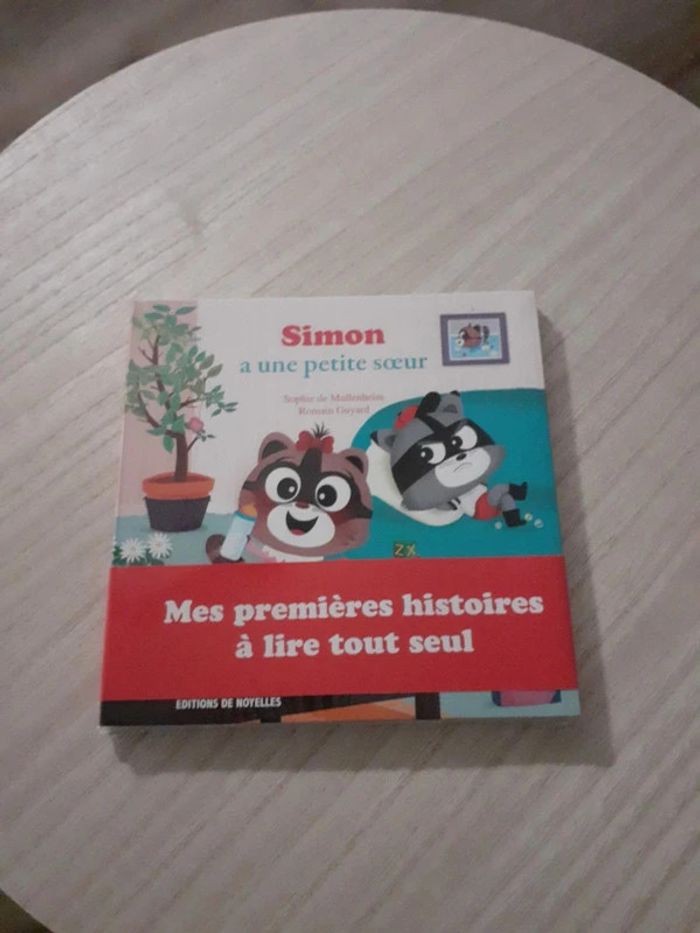 Simon
a une petite sœur
Sophie de Mullenheim
Romain Guyard
Mes premières histoires
à lire tout seul
EDITIONS DE NOYELLES